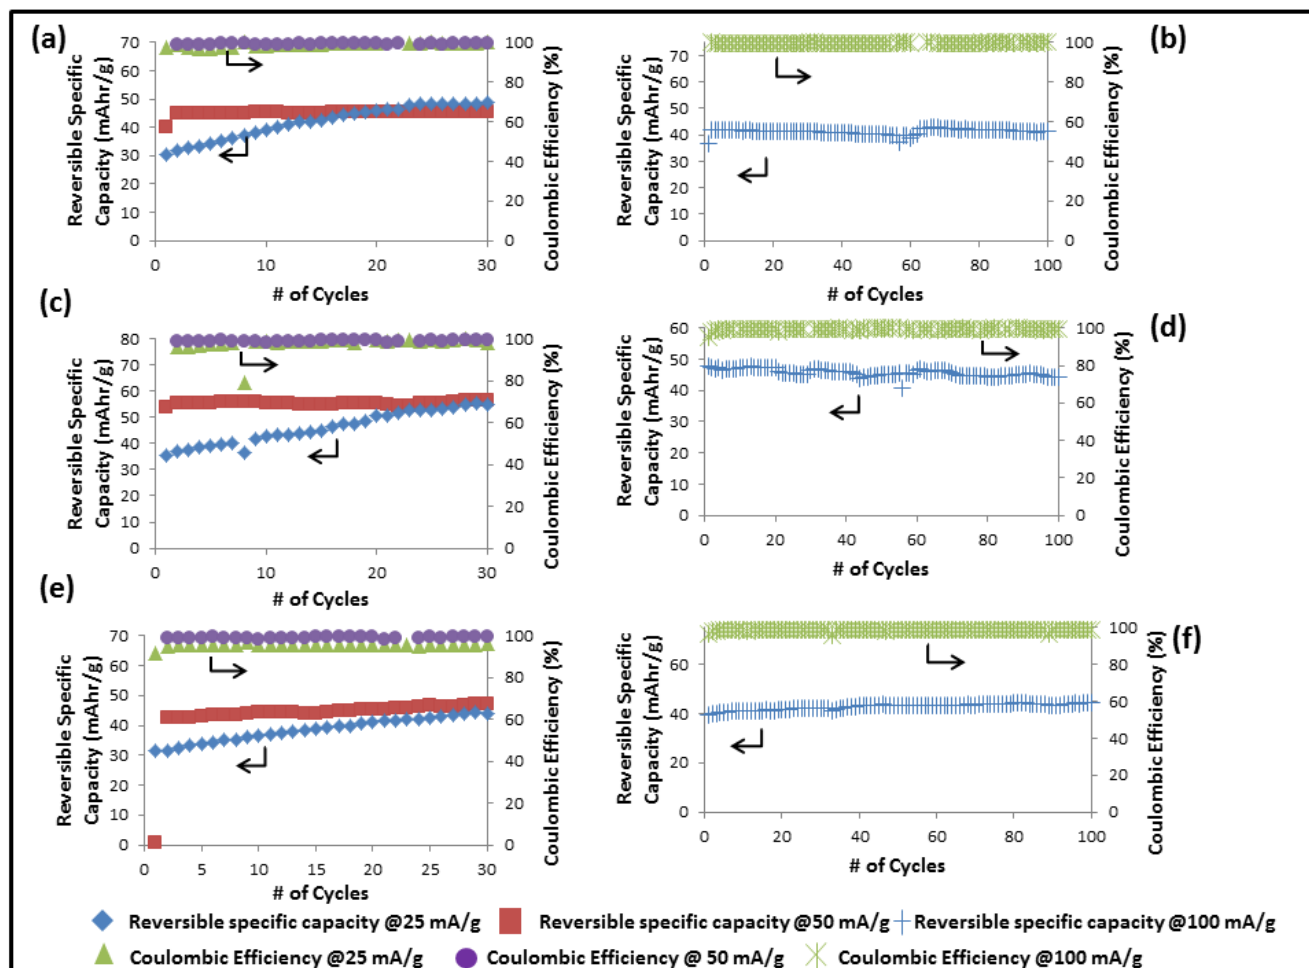 (a)
Reversible Specific
Capacity (mAhr/g)
70
60
50
40
30
20
10
0
0 10 20 30
# of Cycles
100
80
60
40
20
0
Coulombic Efficiency (%)
(b)
Reversible Specific
Capacity (mAhr/g)
70
60
50
40
30
20
10
0
0 20 40 60 80 100
# of Cycles
100
80
60
40
20
0
Coulombic Efficiency (%)
(c)
Reversible Specific
Capacity (mAhr/g)
80
70
60
50
40
30
20
10
0
0 10 20 30
# of Cycles
100
80
60
40
20
0
Coulombic Efficiency (%)
(d)
Reversible Specific
Capacity (mAhr/g)
60
50
40
30
20
10
0
0 20 40 60 80 100
# of Cycles
100
80
60
40
20
0
Coulombic Efficiency (%)
(e)
Reversible Specific
Capacity (mAhr/g)
70
60
50
40
30
20
10
0
0 5 10 15 20 25 30
# of Cycles
100
80
60
40
20
0
Coulombic Efficiency (%)
(f)
Reversible Specific
Capacity (mAhr/g)
60
40
20
0
0 20 40 60 80 100
# of Cycles
100
80
60
40
20
0
Coulombic Efficiency (%)
Reversible specific capacity @25 mA/g
Reversible specific capacity @50 mA/g
Reversible specific capacity @100 mA/g
Coulombic Efficiency @25 mA/g
Coulombic Efficiency @ 50 mA/g
Coulombic Efficiency @100 mA/g